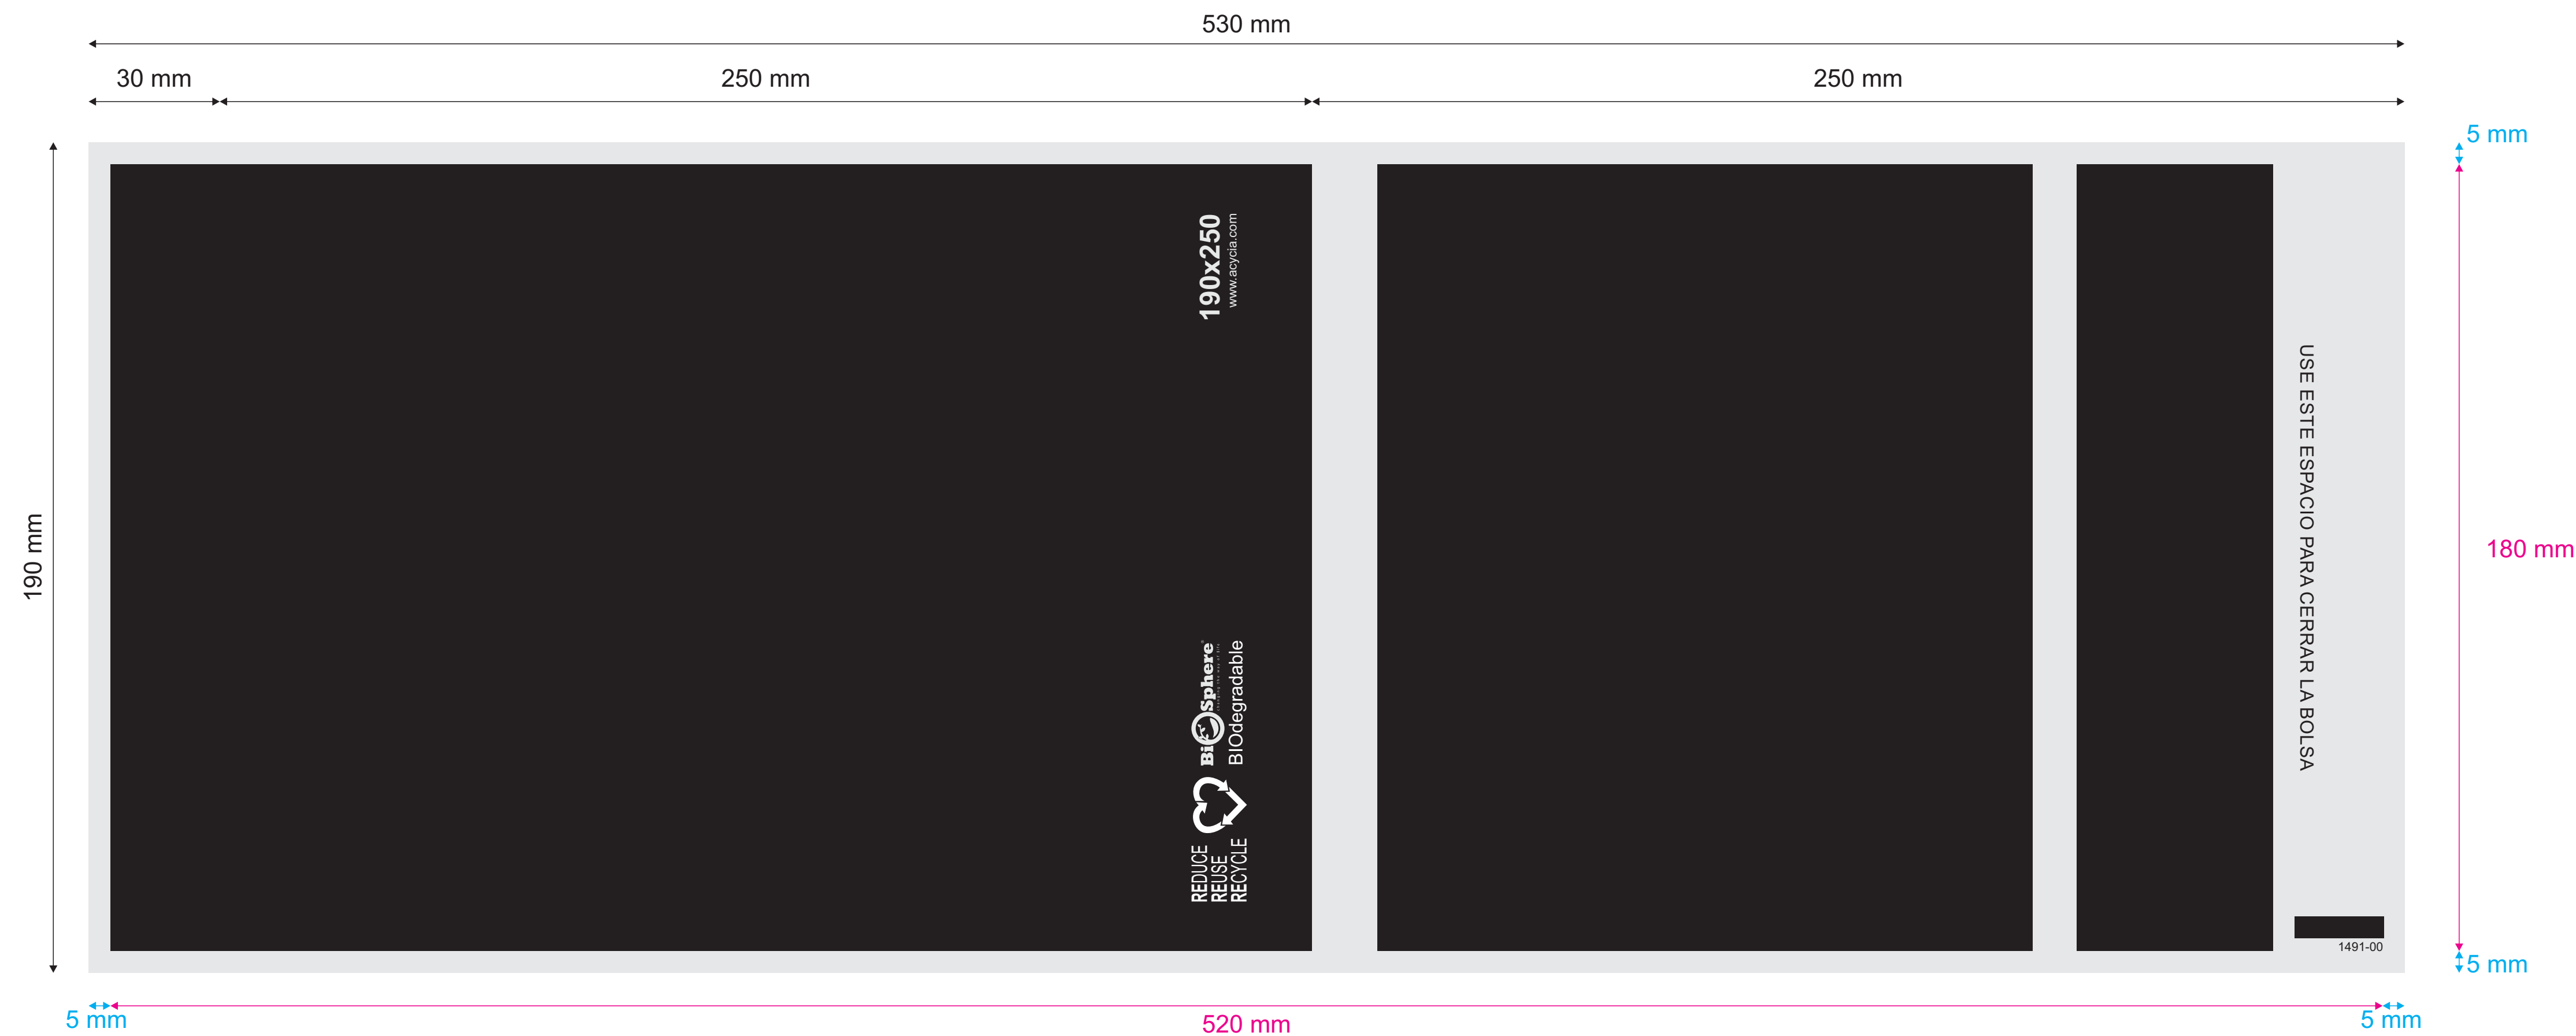 530 mm
30 mm
250 mm
250 mm
5 mm
190 mm
180 mm
5 mm
190x250
www.acycia.com
BiOSphere®
BIOdegradable
REDUCE
REUSE
RECYCLE
USE ESTE ESPACIO PARA CERRAR LA BOLSA
1491-00
5 mm
520 mm
5 mm